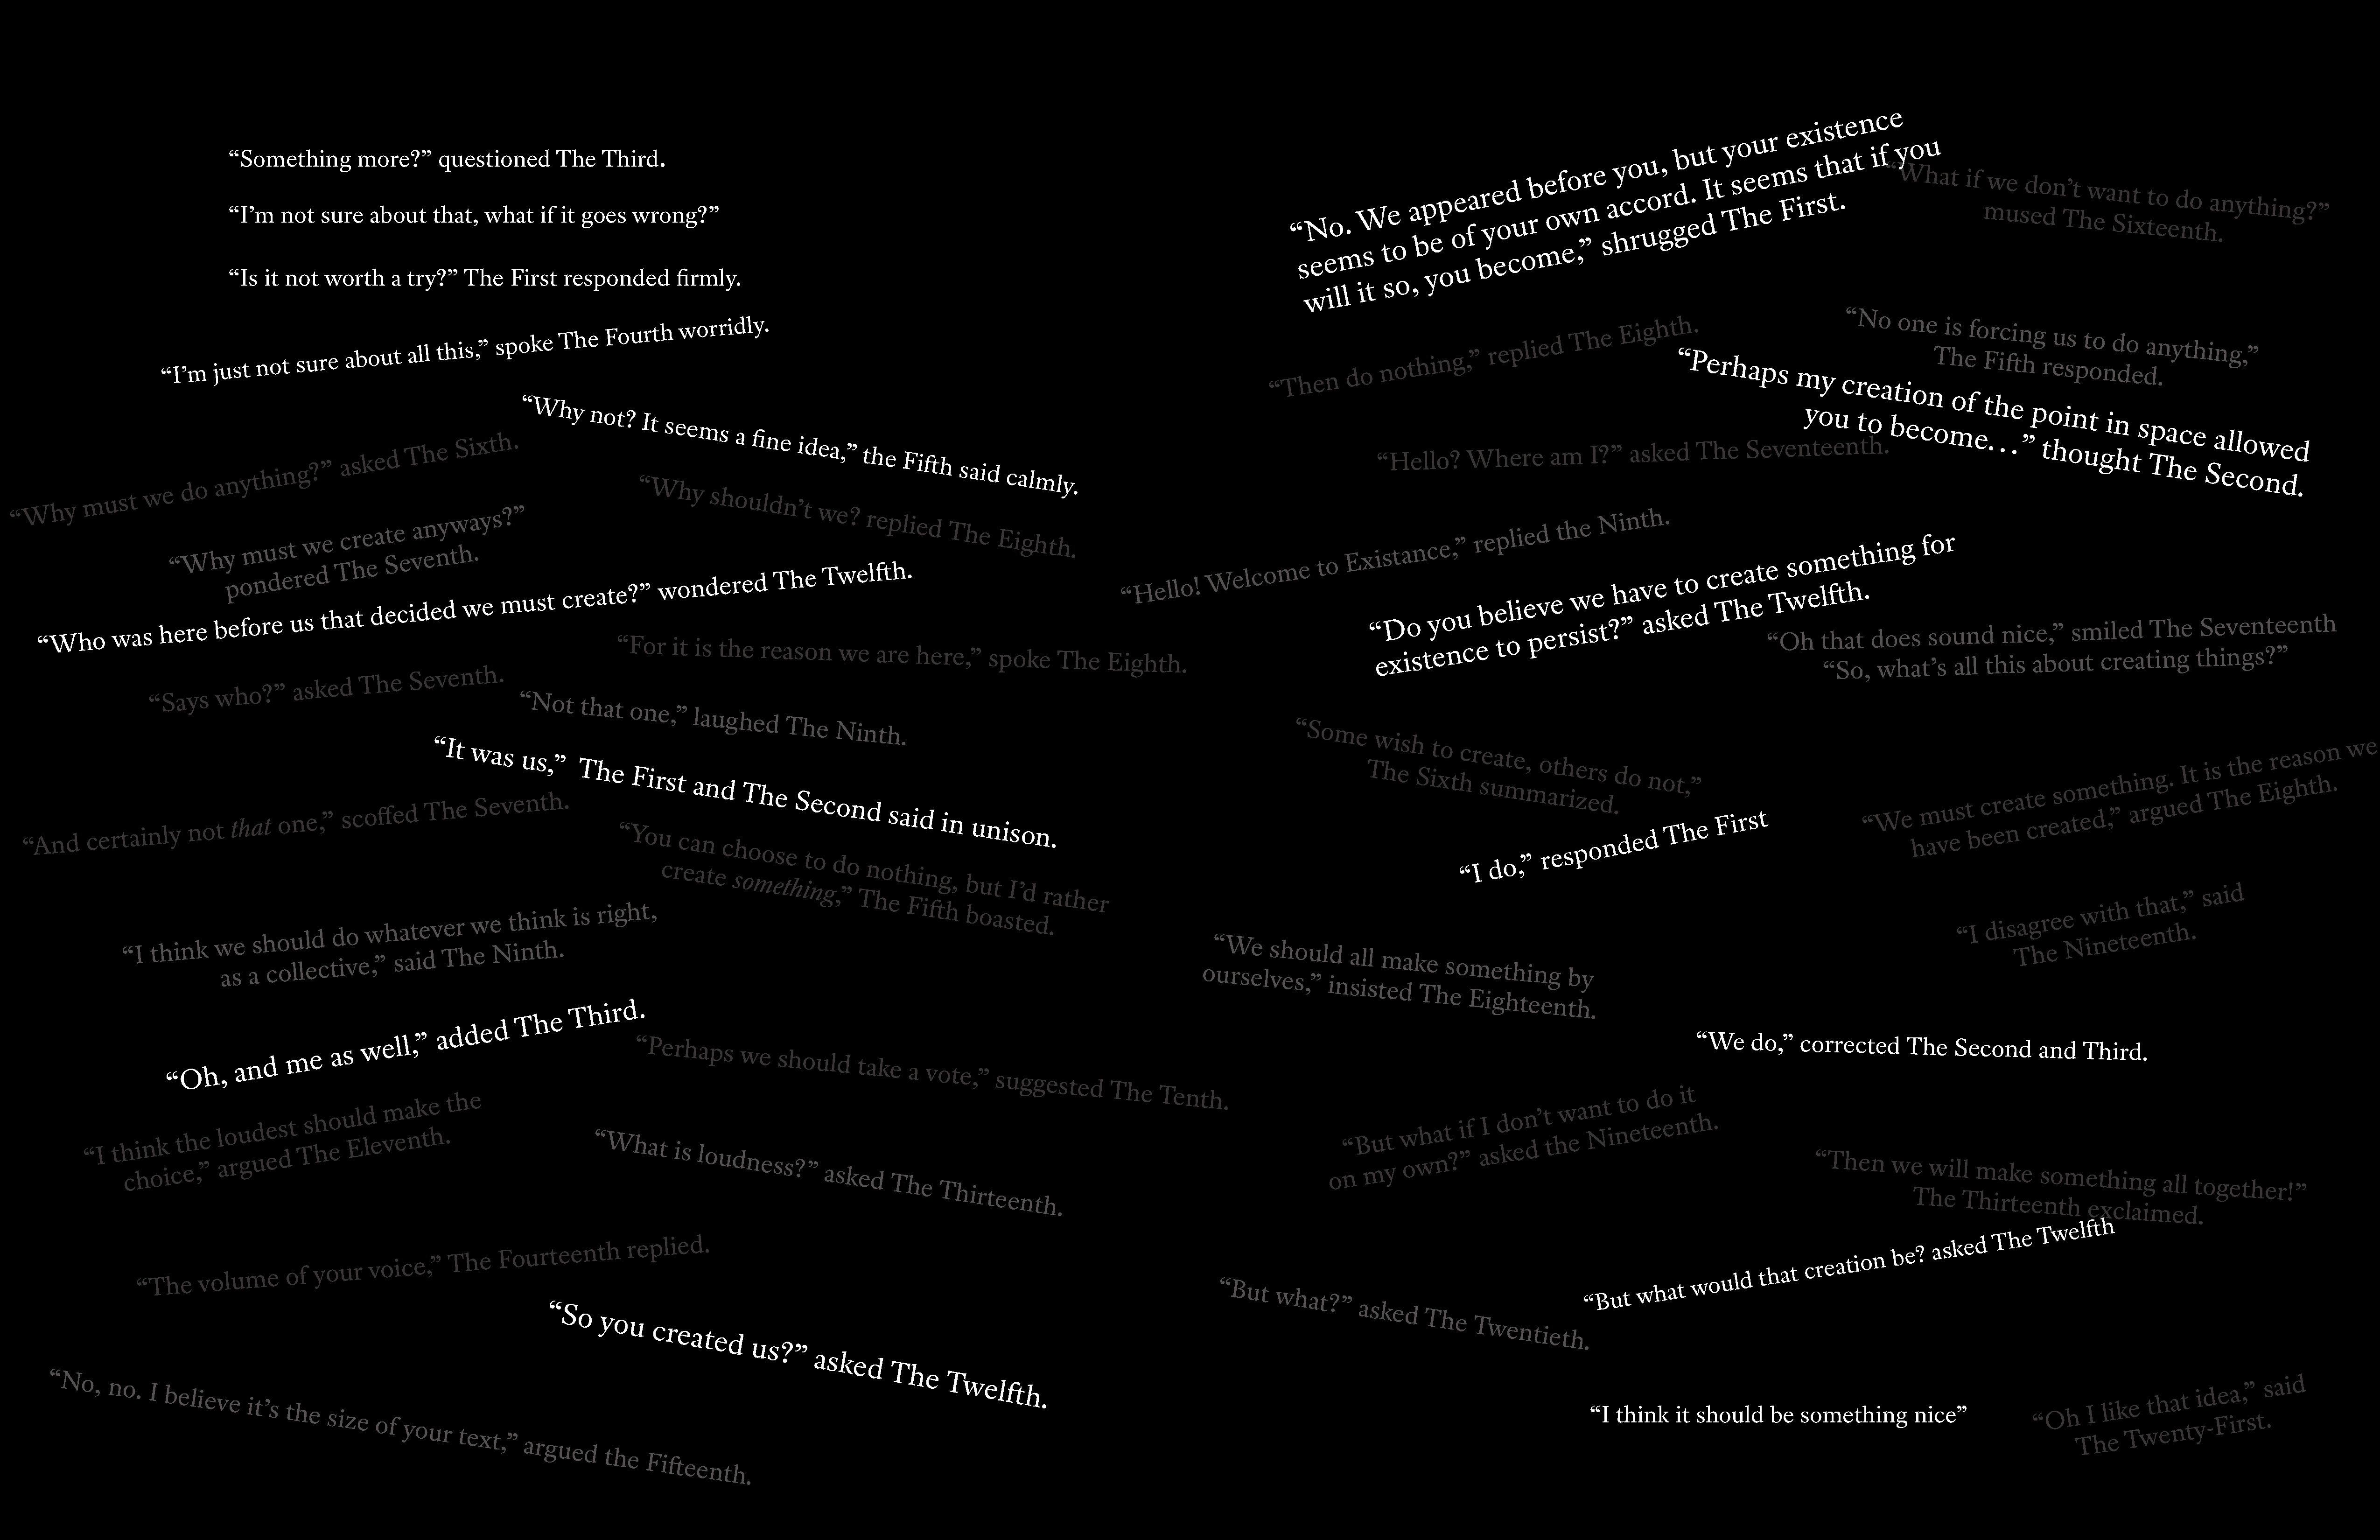 “Something more?” questioned The Third.
“I’m not sure about that, what if it goes wrong?”
“Is it not worth a try?” The First responded firmly.
“I’m just not sure about all this,” spoke The Fourth worridly.
“Why not? It seems a fine idea,” the Fifth said calmly.
“Why must we do anything?” asked The Sixth.
“Why shouldn’t we? replied The Eighth.
“Why must we create anyways?”
pondered The Seventh.
“Who was here before us that decided we must create?” wondered The Twelfth.
“For it is the reason we are here,” spoke The Eighth.
“Says who?” asked The Seventh.
“Not that one,” laughed The Ninth.
“It was us,” The First and The Second said in unison.
“And certainly not that one,” scoffed The Seventh.
“You can choose to do nothing, but I’d rather
create something,” The Fifth boasted.
“I think we should do whatever we think is right,
as a collective,” said The Ninth.
“Oh, and me as well,” added The Third.
“Perhaps we should take a vote,” suggested The Tenth.
“I think the loudest should make the
choice,” argued The Eleventh.
“What is loudness?” asked The Thirteenth.
“The volume of your voice,” The Fourteenth replied.
“So you created us?” asked The Twelfth.
“No, no. I believe it’s the size of your text,” argued the Fifteenth.
“No. We appeared before you, but your existence
seems to be of your own accord. It seems that if you
will it so, you become,” shrugged The First.
“What if we don’t want to do anything?”
mused The Sixteenth.
“Then do nothing,” replied The Eighth.
“No one is forcing us to do anything,”
The Fifth responded.
“Perhaps my creation of the point in space allowed
you to become…” thought The Second.
“Hello? Where am I?” asked The Seventeenth.
“Hello! Welcome to Existance,” replied the Ninth.
“Do you believe we have to create something for
existence to persist?” asked The Twelfth.
“Oh that does sound nice,” smiled The Seventeenth
“So, what’s all this about creating things?”
“Some wish to create, others do not,”
The Sixth summarized.
“We must create something. It is the reason we
have been created,” argued The Eighth.
“I do,” responded The First
“I disagree with that,” said
The Nineteenth.
“We should all make something by
ourselves,” insisted The Eighteenth.
“We do,” corrected The Second and Third.
“But what if I don’t want to do it
on my own?” asked the Nineteenth.
“Then we will make something all together!”
The Thirteenth exclaimed.
“But what would that creation be? asked The Twelfth
“But what?” asked The Twentieth.
“I think it should be something nice”
“Oh I like that idea,” said
The Twenty-First.